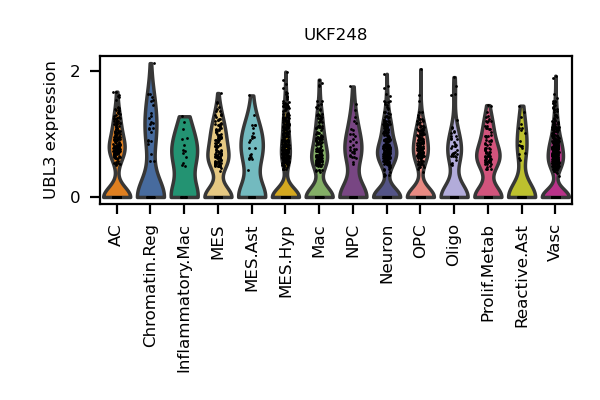 UKF248
UBL3 expression
2
0
AC
Chromatin.Reg
Inflammatory.Mac
MES
MES.Ast
MES.Hyp
Mac
NPC
Neuron
OPC
Oligo
Prolif.Metab
Reactive.Ast
Vasc